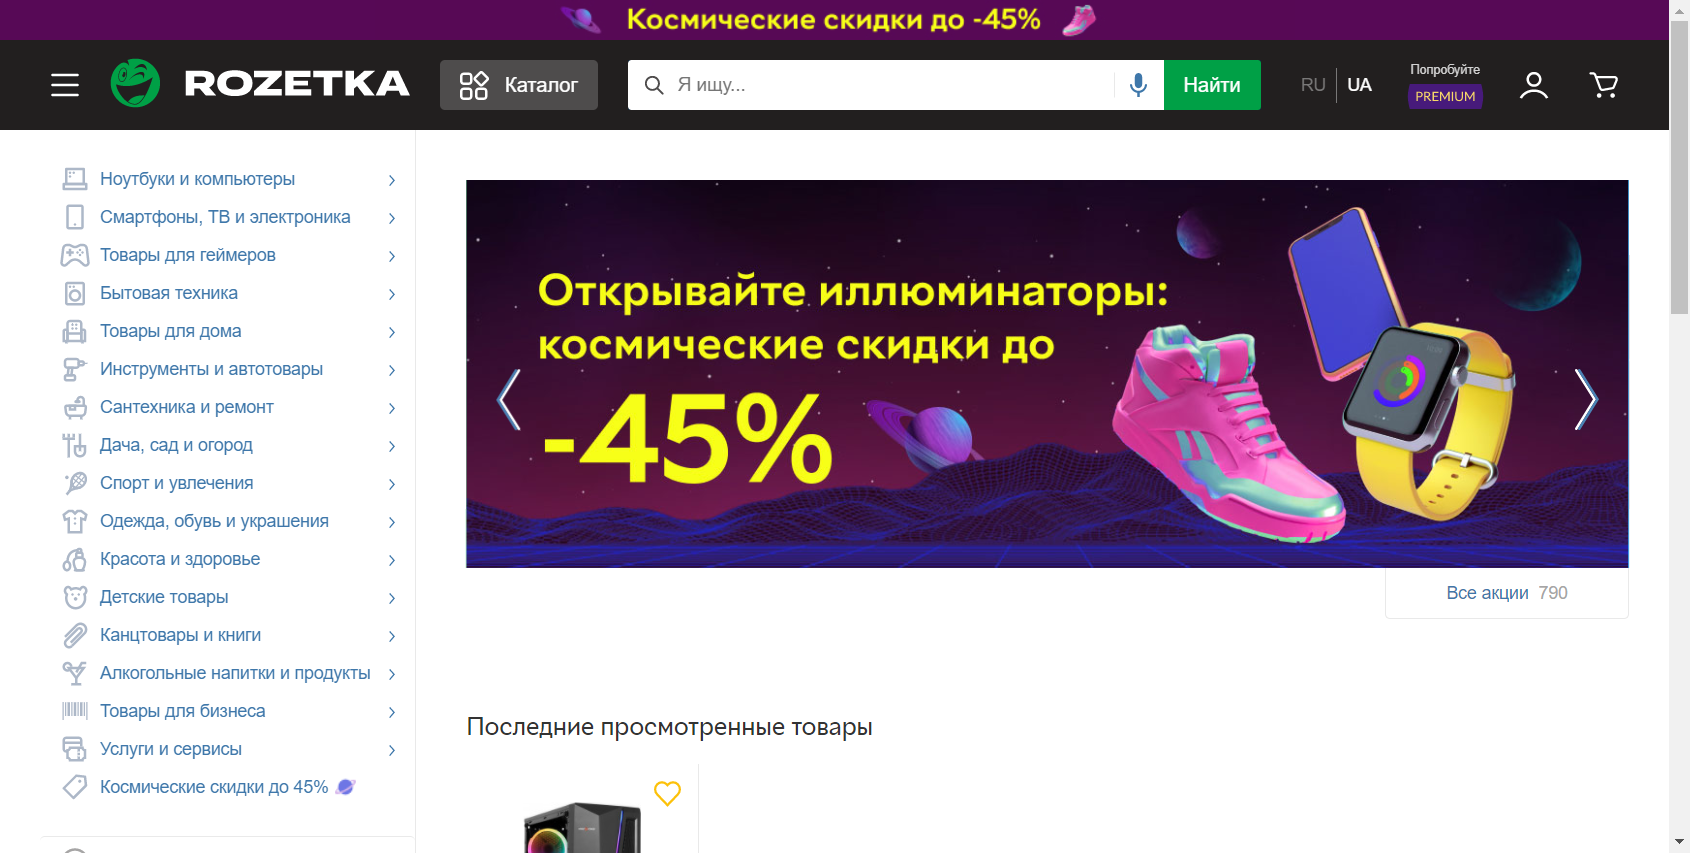 Космические скидки до -45%
ROZETKA
Каталог
Я ищу...
Найти
RU
UA
Попробуйте
PREMIUM
Ноутбуки и компьютеры
Смартфоны, ТВ и электроника
Товары для геймеров
Бытовая техника
Товары для дома
Инструменты и автотовары
Сантехника и ремонт
Дача, сад и огород
Спорт и увлечения
Одежда, обувь и украшения
Красота и здоровье
Детские товары
Канцтовары и книги
Алкогольные напитки и продукты
Товары для бизнеса
Услуги и сервисы
Космические скидки до 45%
Открывайте иллюминаторы:
космические скидки до
-45%
Все акции 790
Последние просмотренные товары